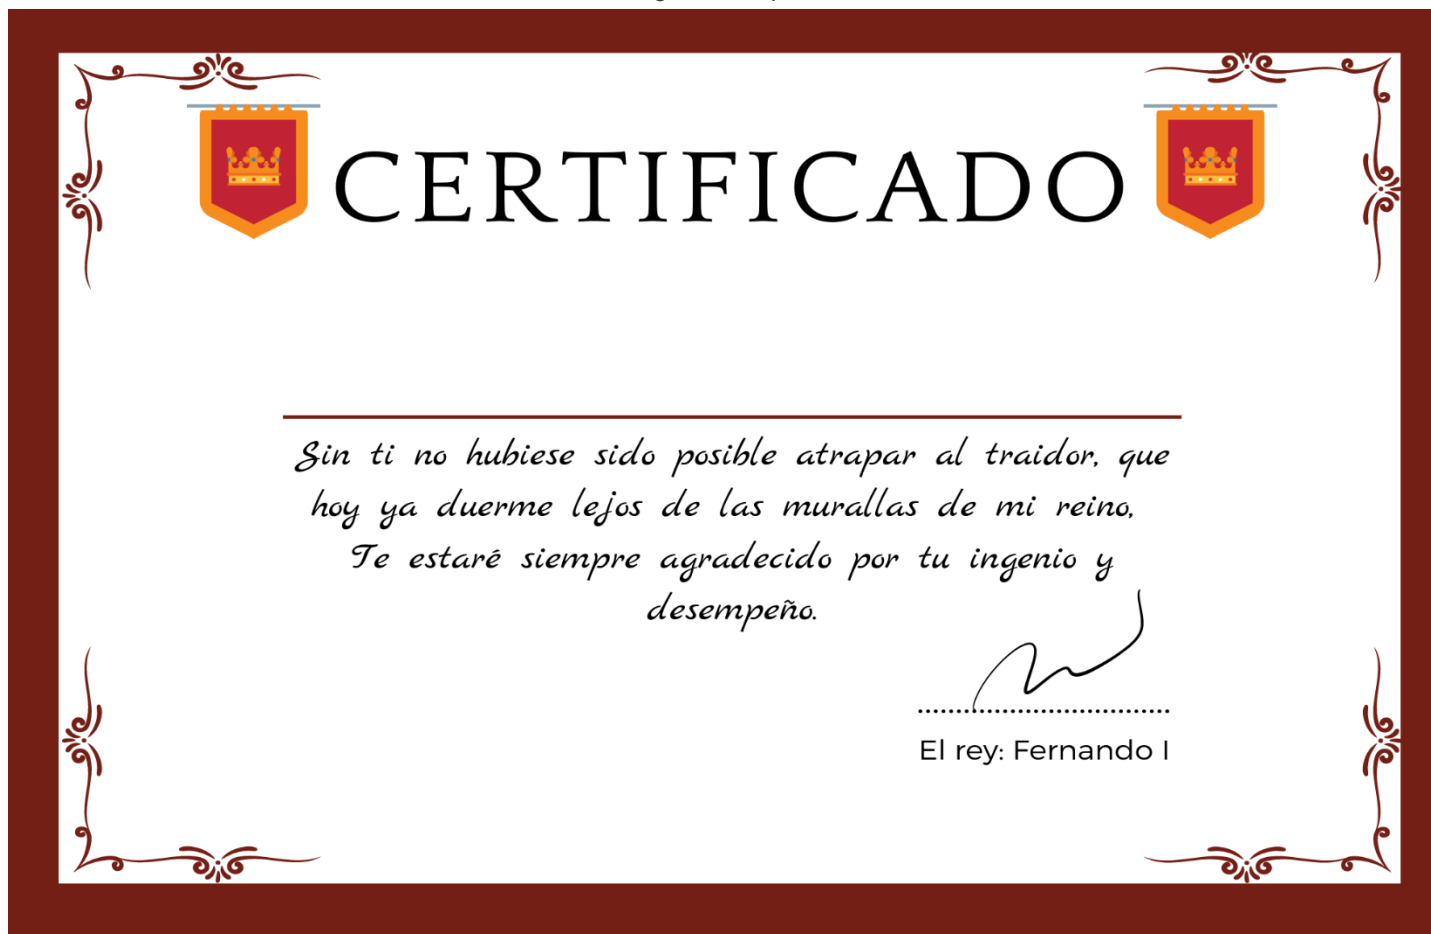 CERTIFICADO
Sin ti no hubiese sido posible atrapar al traidor, que
hoy ya duerme lejos de las murallas de mi reino,
Te estaré siempre agradecido por tu ingenio y
desempeño.
El rey: Fernando I